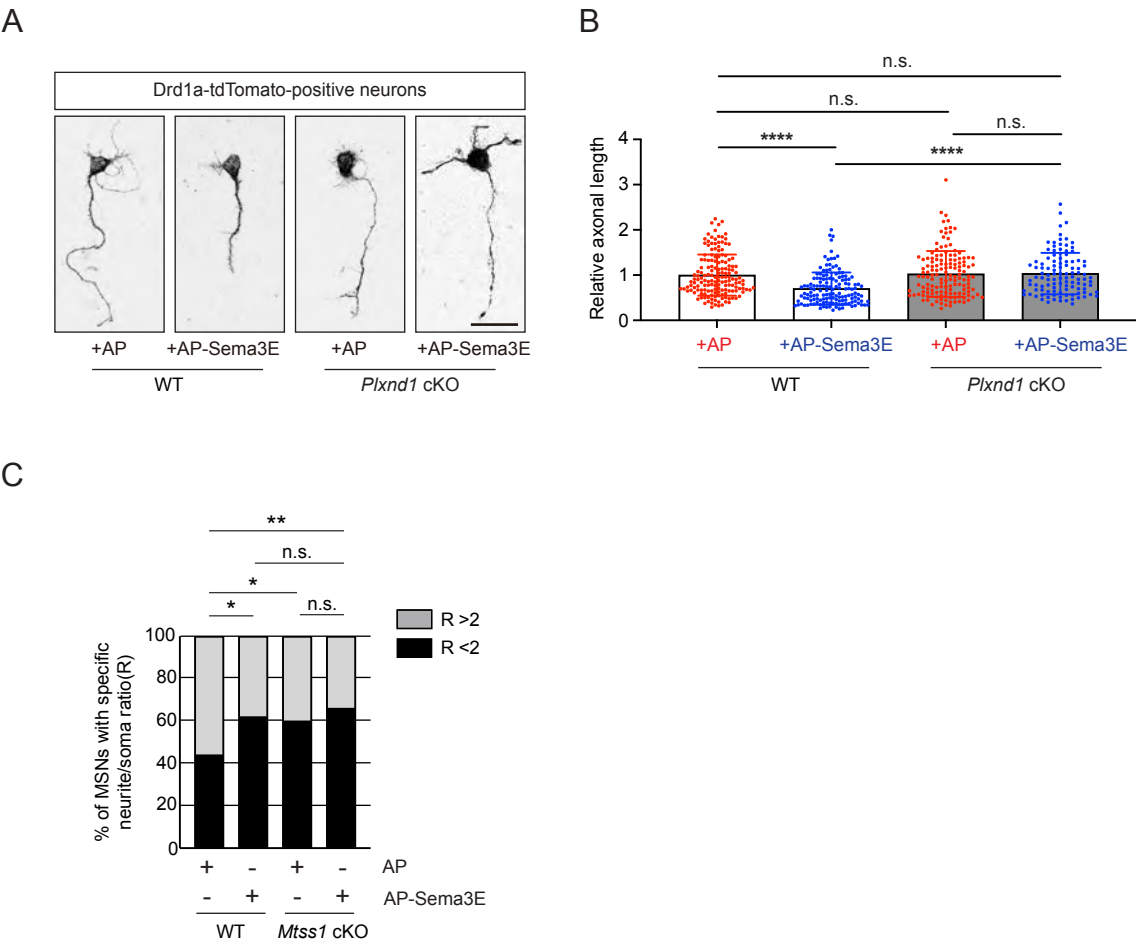 A
Drd1a-tdTomato-positive neurons
+AP
+AP-Sema3E
+AP
+AP-Sema3E
WT
Plxnd1 cKO
B
n.s.
n.s.
n.s.
****
****
Relative axonal length
4
3
2
1
0
+AP
+AP-Sema3E
+AP
+AP-Sema3E
WT
Plxnd1 cKO
C
**
n.s.
*
n.s.
*
R >2
R <2
% of MSNs with specific
neurite/soma ratio(R)
100
80
60
40
20
0
+ - + - AP
- + - + AP-Sema3E
WT
Mtss1 cKO